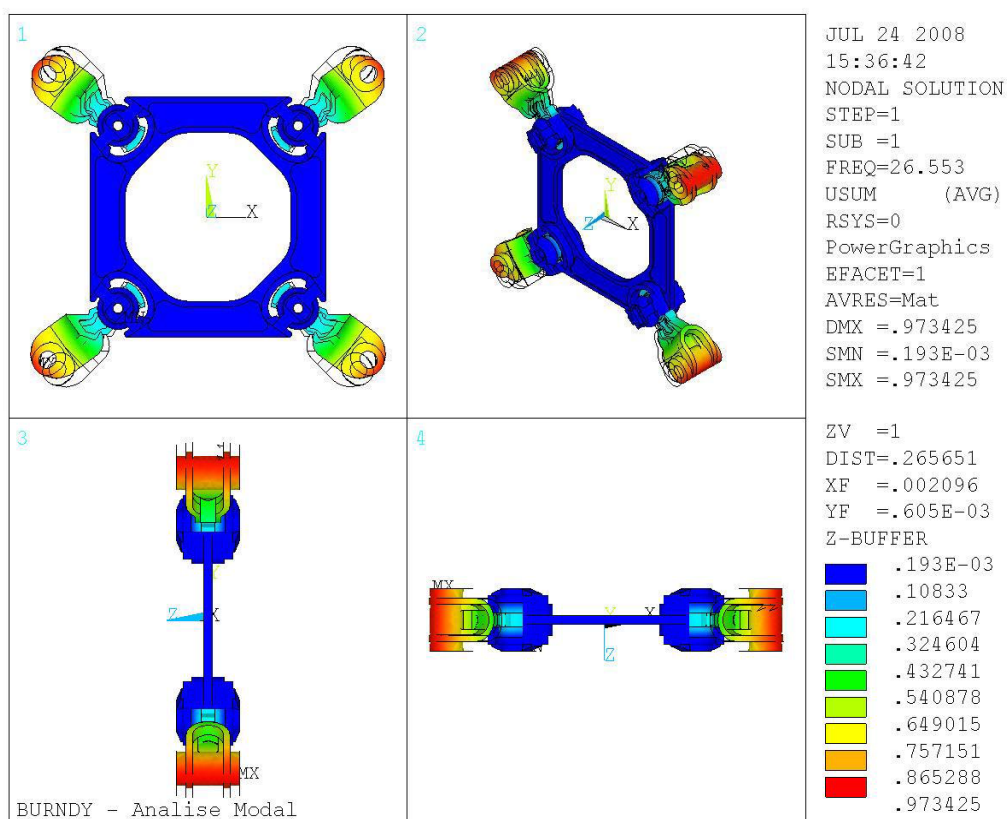 1
2
3
4
Y
Z
X
Y
Z
X
Z
X
Y
X
Z
MX
MX
BURNDY - Analise Modal
JUL 24 2008
15:36:42
NODAL SOLUTION
STEP=1
SUB =1
FREQ=26.553
USUM (AVG)
RSYS=0
PowerGraphics
EFACET=1
AVRES=Mat
DMX =.973425
SMN =.193E-03
SMX =.973425
ZV =1
DIST=.265651
XF =.002096
YF =.605E-03
Z-BUFFER
.193E-03
.10833
.216467
.324604
.432741
.540878
.649015
.757151
.865288
.973425